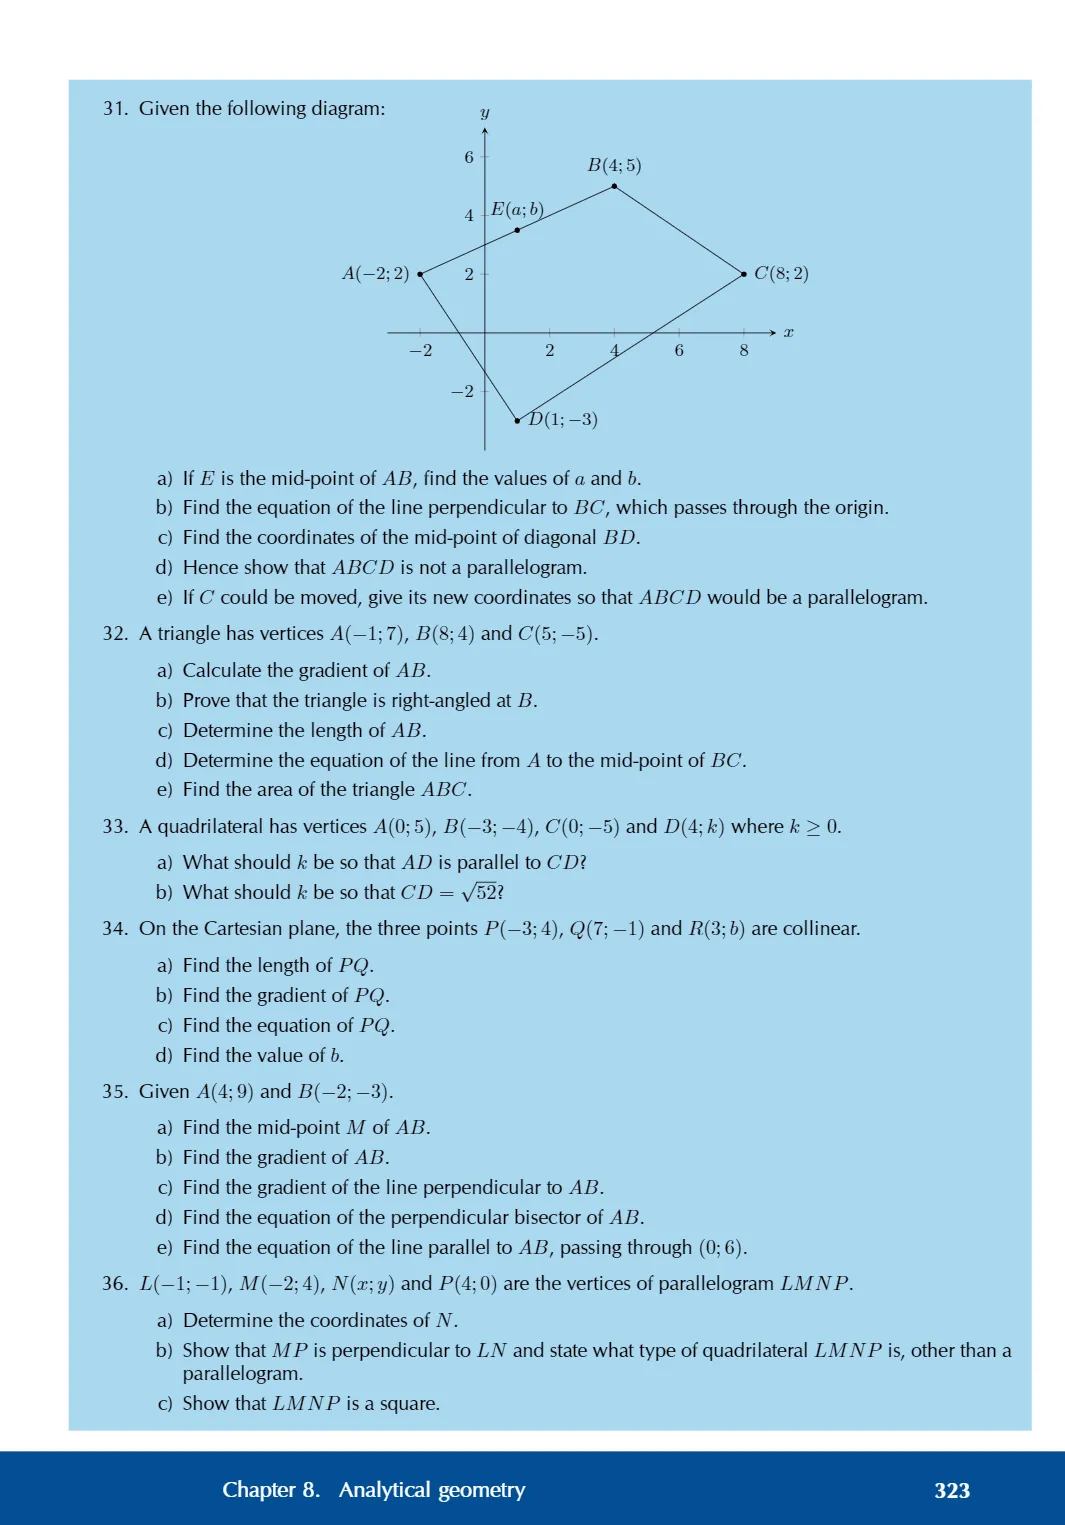 31. Given the following diagram:
y
6
B(4; 5)
4
E(a; b)
A(−2; 2)
2
C(8; 2)
x
−2
2
4
6
8
−2
D(1; −3)
a) If E is the mid-point of AB, find the values of a and b.
b) Find the equation of the line perpendicular to BC, which passes through the origin.
c) Find the coordinates of the mid-point of diagonal BD.
d) Hence show that ABCD is not a parallelogram.
e) If C could be moved, give its new coordinates so that ABCD would be a parallelogram.
32. A triangle has vertices A(−1; 7), B(8; 4) and C(5; −5).
a) Calculate the gradient of AB.
b) Prove that the triangle is right-angled at B.
c) Determine the length of AB.
d) Determine the equation of the line from A to the mid-point of BC.
e) Find the area of the triangle ABC.
33. A quadrilateral has vertices A(0; 5), B(−3; −4), C(0; −5) and D(4; k) where k ≥ 0.
a) What should k be so that AD is parallel to CD?
b) What should k be so that CD = √52?
34. On the Cartesian plane, the three points P(−3; 4), Q(7; −1) and R(3; b) are collinear.
a) Find the length of PQ.
b) Find the gradient of PQ.
c) Find the equation of PQ.
d) Find the value of b.
35. Given A(4; 9) and B(−2; −3).
a) Find the mid-point M of AB.
b) Find the gradient of AB.
c) Find the gradient of the line perpendicular to AB.
d) Find the equation of the perpendicular bisector of AB.
e) Find the equation of the line parallel to AB, passing through (0; 6).
36. L(−1; −1), M(−2; 4), N(x; y) and P(4; 0) are the vertices of parallelogram LMNP.
a) Determine the coordinates of N.
b) Show that MP is perpendicular to LN and state what type of quadrilateral LMNP is, other than a
parallelogram.
c) Show that LMNP is a square.
Chapter 8. Analytical geometry
323